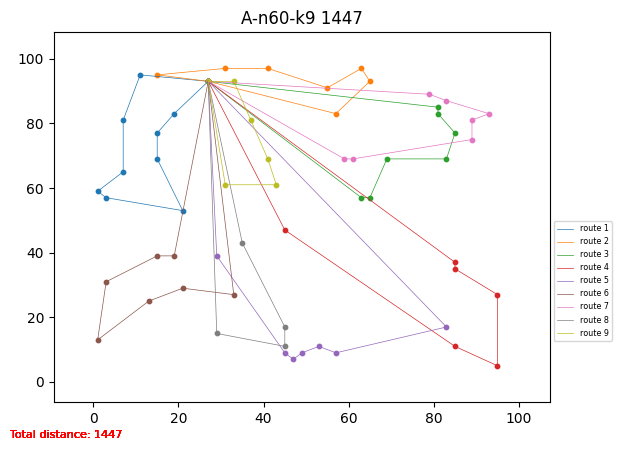 A-n60-k9 1447
100
80
60
40
20
0
0 20 40 60 80 100
route 1
route 2
route 3
route 4
route 5
route 6
route 7
route 8
route 9
Total distance: 1447